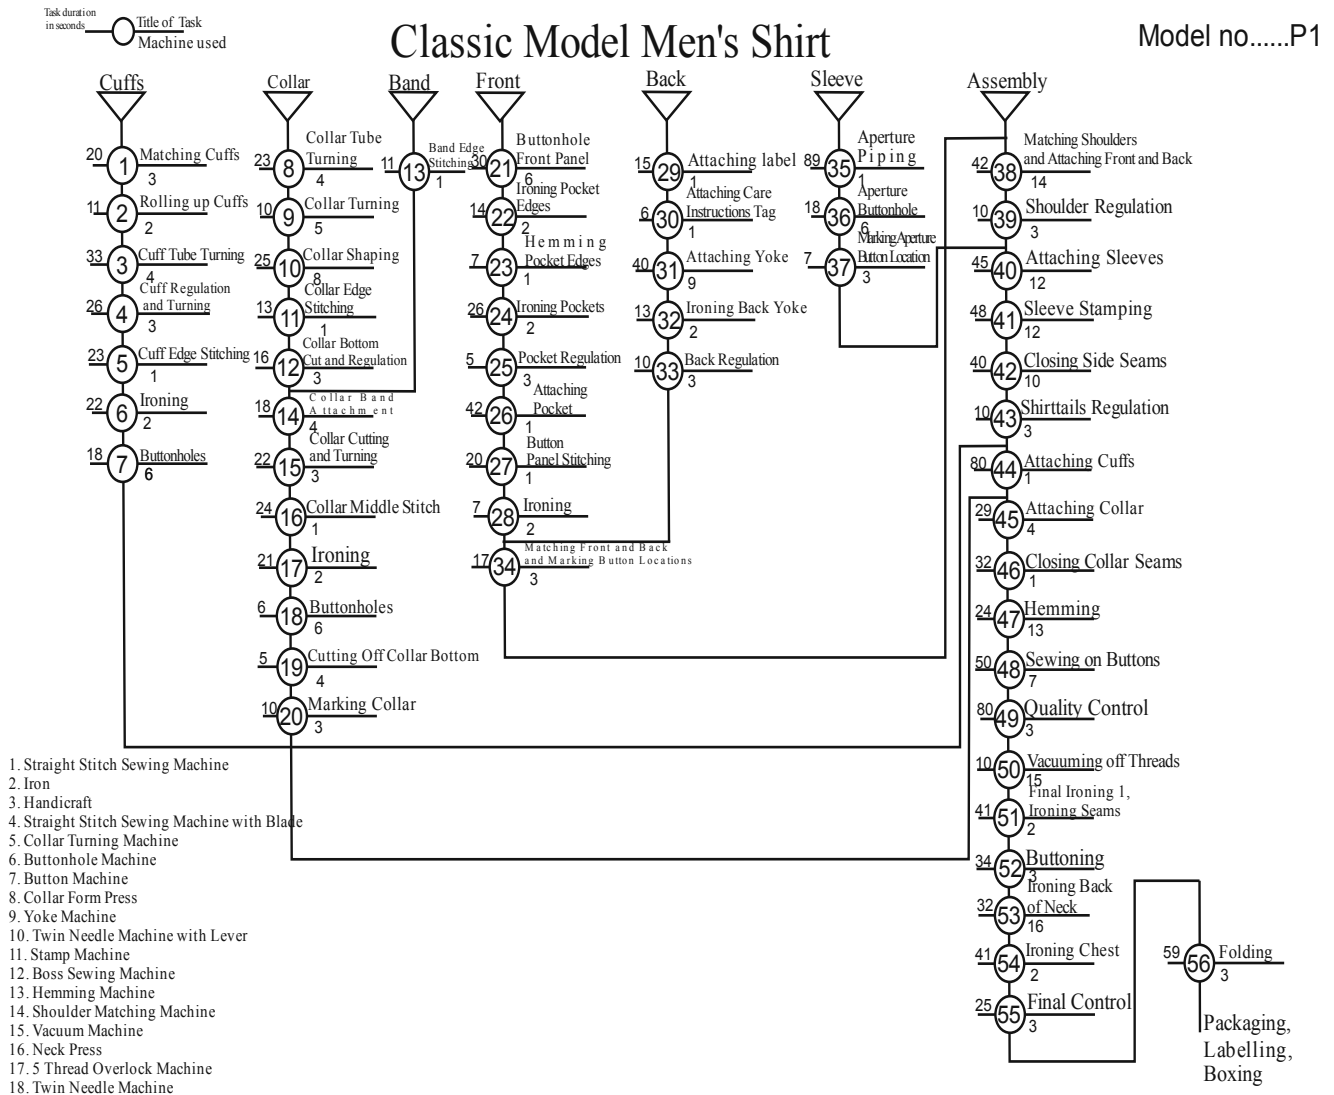 Task duration
in seconds
Title of Task
Machine used
Classic Model Men's Shirt
Model no......P1
Cuffs
20
1
Matching Cuffs
3
11
2
Rolling up Cuffs
2
33
3
Cuff Tube Turning
4
26
4
Cuff Regulation
and Turning
3
23
5
Cuff Edge Stitching
1
22
6
Ironing
2
18
7
Buttonholes
6
Collar
23
8
Collar Tube
Turning
4
10
9
Collar Turning
5
25
10
Collar Shaping
8
13
11
Collar Edge
Stitching
1
16
12
Collar Bottom
Cut and Regulation
3
18
14
Collar Band
Attachment
4
22
15
Collar Cutting
and Turning
3
24
16
Collar Middle Stitch
1
21
17
Ironing
2
6
18
Buttonholes
6
5
19
Cutting Off Collar Bottom
4
10
20
Marking Collar
3
Band
11
13
Band Edge
Stitching
1
Front
30
21
Buttonhole
Front Panel
6
14
22
Ironing Pocket
Edges
2
7
23
Hemming
Pocket Edges
1
26
24
Ironing Pockets
2
5
25
Pocket Regulation
3
42
26
Attaching
Pocket
1
20
27
Button
Panel Stitching
1
7
28
Ironing
2
17
34
Matching Front and Back
and Marking Button Locations
3
Back
15
29
Attaching label
1
6
30
Attaching Care
Instructions Tag
1
40
31
Attaching Yoke
9
13
32
Ironing Back Yoke
2
10
33
Back Regulation
3
Sleeve
89
35
Aperture
Piping
1
18
36
Aperture
Buttonhole
6
7
37
Marking Aperture
Button Location
3
Assembly
42
38
Matching Shoulders
and Attaching Front and Back
14
10
39
Shoulder Regulation
3
45
40
Attaching Sleeves
12
48
41
Sleeve Stamping
12
40
42
Closing Side Seams
10
10
43
Shirttails Regulation
3
80
44
Attaching Cuffs
1
29
45
Attaching Collar
4
32
46
Closing Collar Seams
1
24
47
Hemming
13
50
48
Sewing on Buttons
7
80
49
Quality Control
3
10
50
Vacuuming off Threads
15
41
51
Final Ironing 1,
Ironing Seams
2
34
52
Buttoning
3
32
53
Ironing Back
of Neck
16
41
54
Ironing Chest
2
25
55
Final Control
3
59
56
Folding
3
Packaging,
Labelling,
Boxing
1. Straight Stitch Sewing Machine
2. Iron
3. Handicraft
4. Straight Stitch Sewing Machine with Blade
5. Collar Turning Machine
6. Buttonhole Machine
7. Button Machine
8. Collar Form Press
9. Yoke Machine
10. Twin Needle Machine with Lever
11. Stamp Machine
12. Boss Sewing Machine
13. Hemming Machine
14. Shoulder Matching Machine
15. Vacuum Machine
16. Neck Press
17. 5 Thread Overlock Machine
18. Twin Needle Machine